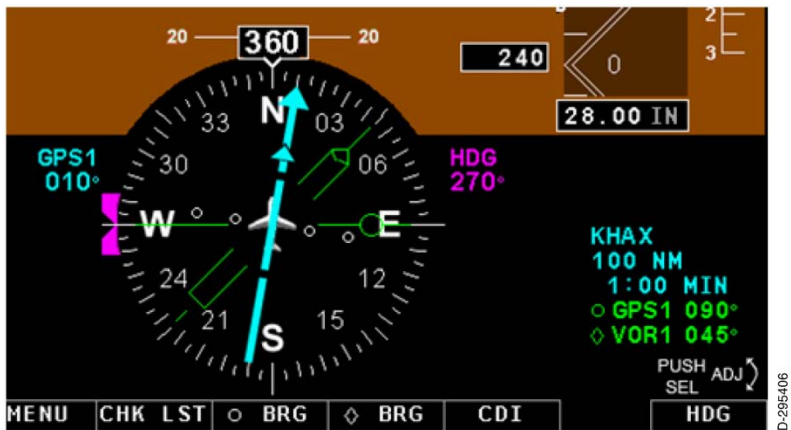 20 360 20
2
3
240
0
28.00 IN
GPS1
010°
HDG
270°
N
33 03
30 06
W E
24 12
21 15
S
KHAX
100 NM
1:00 MIN
○ GPS1 090°
◇ VOR1 045°
PUSH
SEL
ADJ
MENU CHK LST ○ BRG ◇ BRG CDI HDG
D-295406